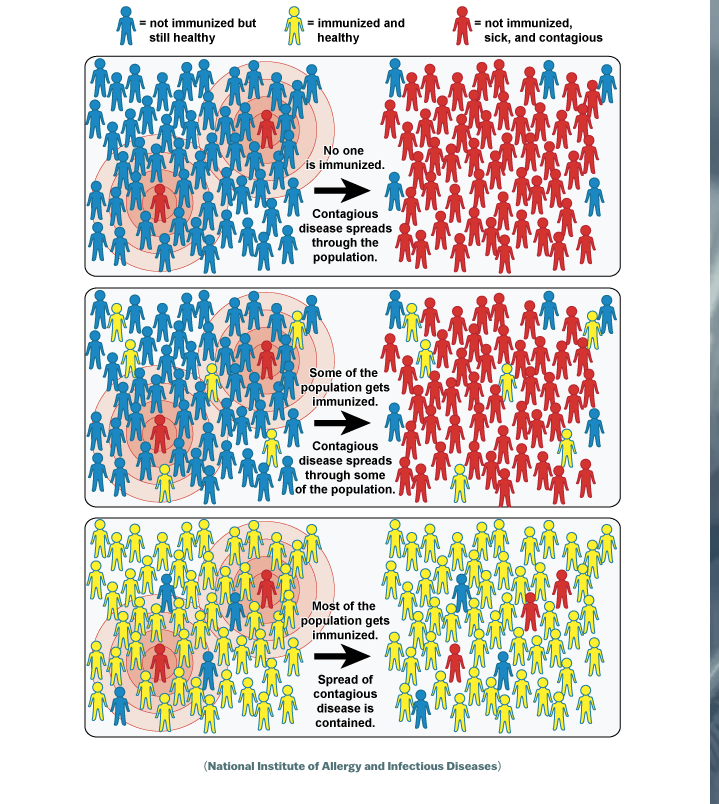 = not immunized but
still healthy
= immunized and
healthy
= not immunized,
sick, and contagious
No one
is immunized.
Contagious
disease spreads
through the
population.
Some of the
population gets
immunized.
Contagious
disease spreads
through some
of the population.
Most of the
population gets
immunized.
Spread of
contagious
disease is
contained.
(National Institute of Allergy and Infectious Diseases)